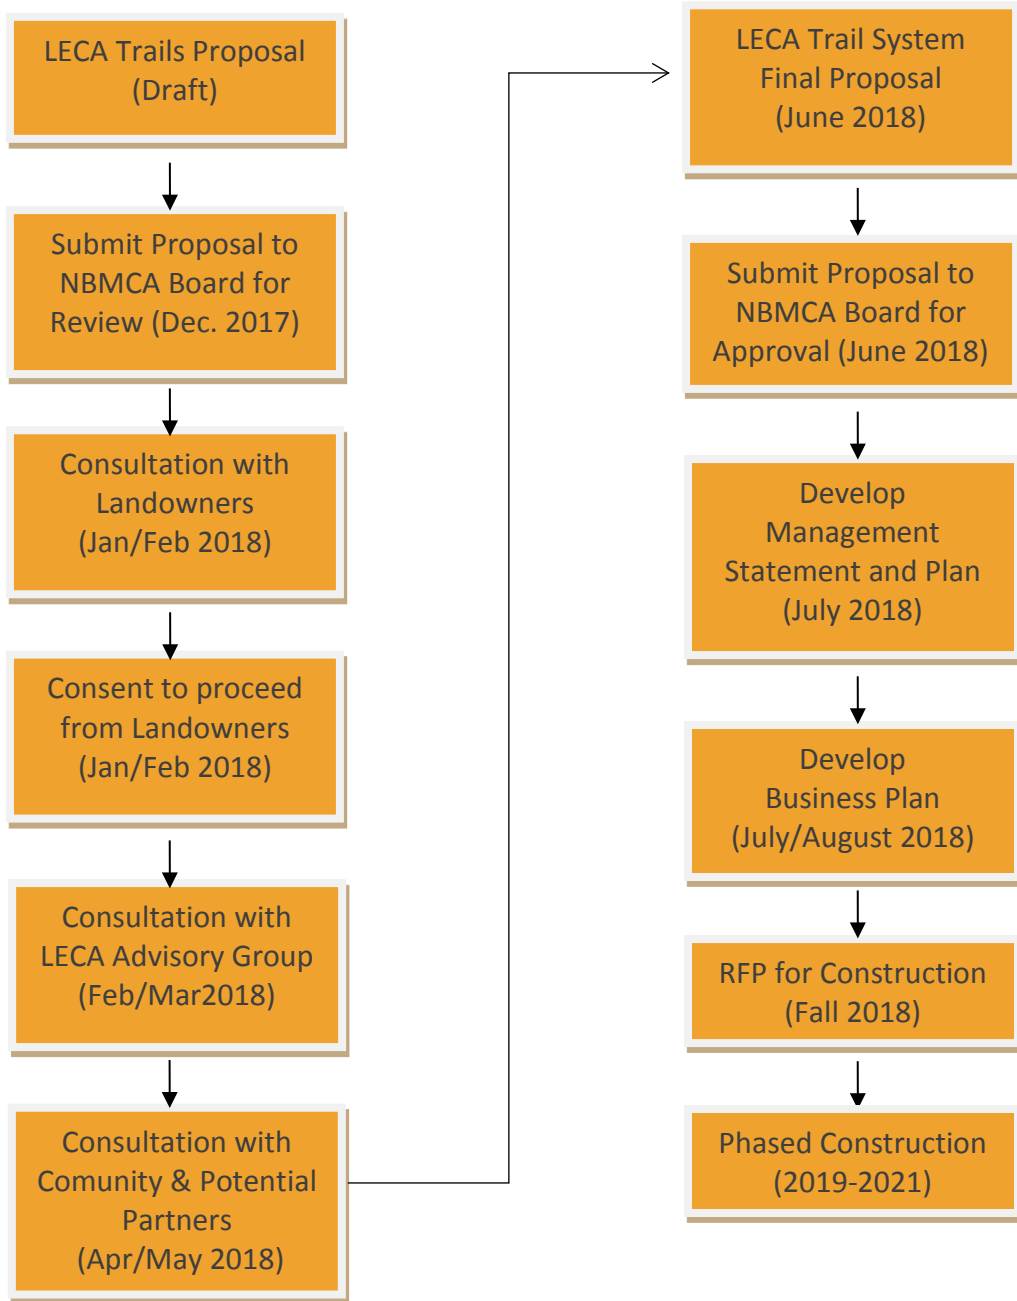 LECA Trails Proposal
(Draft)
Submit Proposal to
NBMCA Board for
Review (Dec. 2017)
Consultation with
Landowners
(Jan/Feb 2018)
Consent to proceed
from Landowners
(Jan/Feb 2018)
Consultation with
LECA Advisory Group
(Feb/Mar2018)
Consultation with
Comunity & Potential
Partners
(Apr/May 2018)
LECA Trail System
Final Proposal
(June 2018)
Submit Proposal to
NBMCA Board for
Approval (June 2018)
Develop
Management
Statement and Plan
(July 2018)
Develop
Business Plan
(July/August 2018)
RFP for Construction
(Fall 2018)
Phased Construction
(2019-2021)